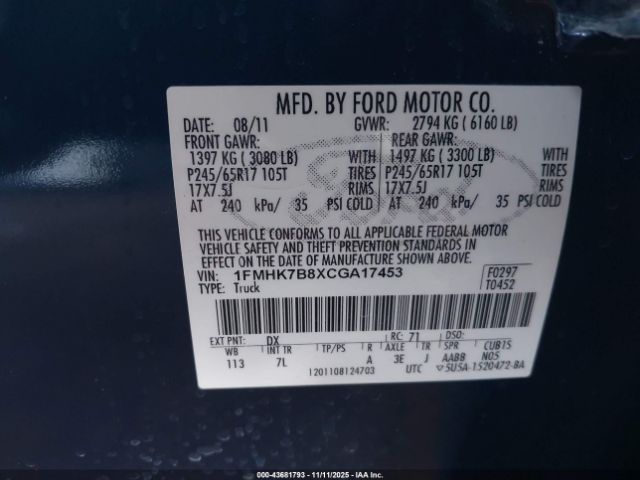 MFD. BY FORD MOTOR CO.
DATE: 08/11 GVWR: 2794 KG ( 6160 LB)
FRONT GAWR: REAR GAWR:
1397 KG ( 3080 LB) WITH 1497 KG ( 3300 LB) WITH
P245/65R17 105T TIRES P245/65R17 105T TIRES
17X7.5J RIMS 17X7.5J RIMS
AT 240 kPa/ 35 PSI COLD AT 240 kPa/ 35 PSI COLD
THIS VEHICLE CONFORMS TO ALL APPLICABLE FEDERAL MOTOR
VEHICLE SAFETY AND THEFT PREVENTION STANDARDS IN
EFFECT ON THE DATE OF MANUFACTURE SHOWN ABOVE.
VIN: 1FMHK7B8XCGA17453 F0297
TYPE: Truck T0452
EXT PNT: DX RC: 71 DSO:
WB INT TR TP/PS R AXLE TR SPR CUBTS
113 7L A 3E J AABB N05
1201108124703 UTC 5U5A-1520472-BA
000-43681793 - 11/11/2025 - IAA Inc.